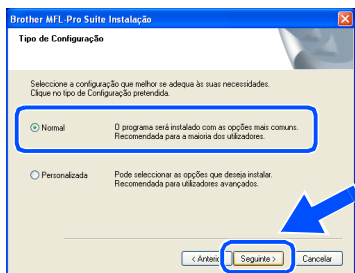 Brother MFL-Pro Suite Instalação
Tipo de Configuração
Seleccione a configuração que melhor se adequa às suas necessidades.
Clique no tipo de Configuração pretendida.
Normal
O programa será instalado com as opções mais comuns.
Recomendada para a maioria dos utilizadores.
Personalizada
Pode seleccionar as opções que deseja instalar.
Recomendada para utilizadores avançados.
< Anterio Seguinte > Cancelar